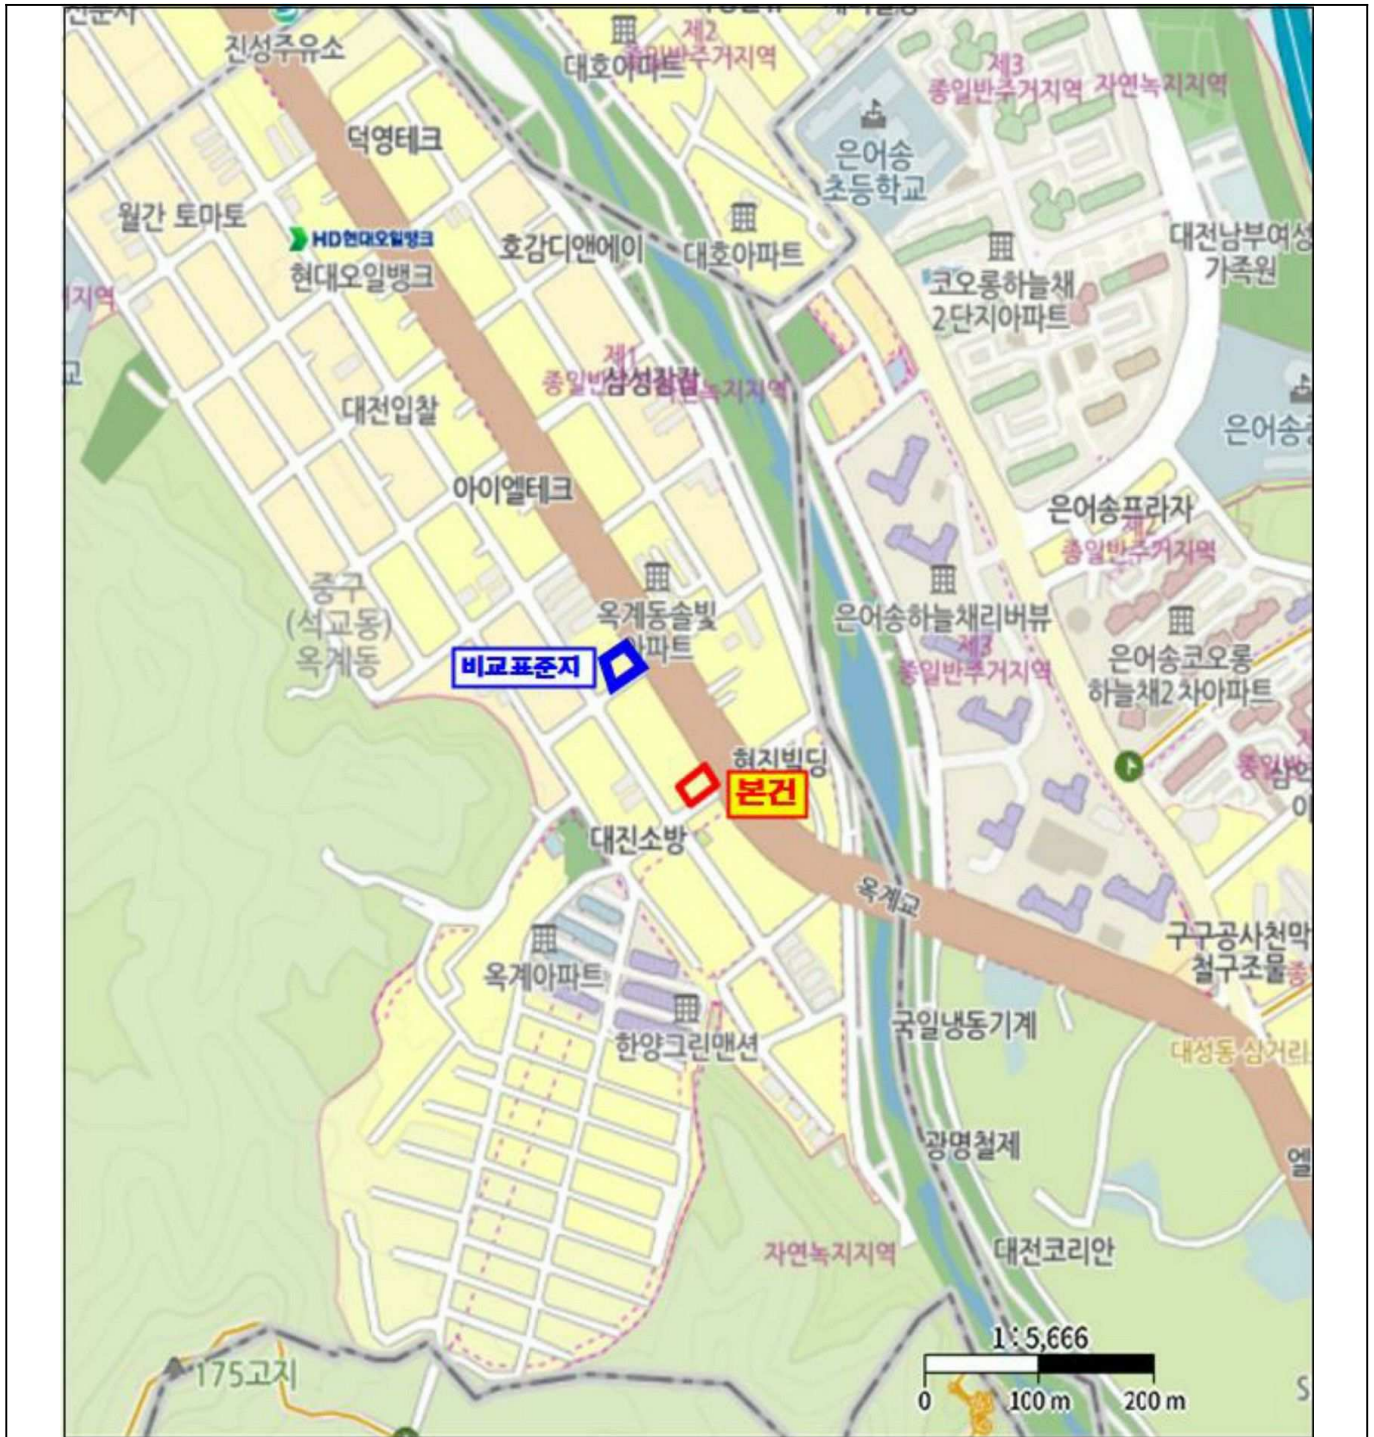 진성주유소
대호아파트
제2
종일반주거지역
제3
종일반주거지역
자연녹지지역
덕영테크
은어송
초등학교
월간 토마토
HD현대오일뱅크
현대오일뱅크
호감디앤에이
대호아파트
대전남부여성
가족원
코오롱하늘채
2단지아파트
지역
교
제1
대전입찰
은어송
아이엘테크
은어송프라자
제2
종일반주거지역
중구
(석교동)
옥계동
옥계동솔빛
아파트
은어송하늘채리버뷰
제3
종일반주거지역
비교표준지
은어송코오롱
하늘채2차아파트
현진빌딩
본건
대진소방
옥계교
구구공사천막
철구조물
옥계아파트
한양그린맨션
국일냉동기계
대성동 삼거리
광명철제
엘
자연녹지지역
대전코리안
1:5,666
0 100 m 200 m
175고지
S